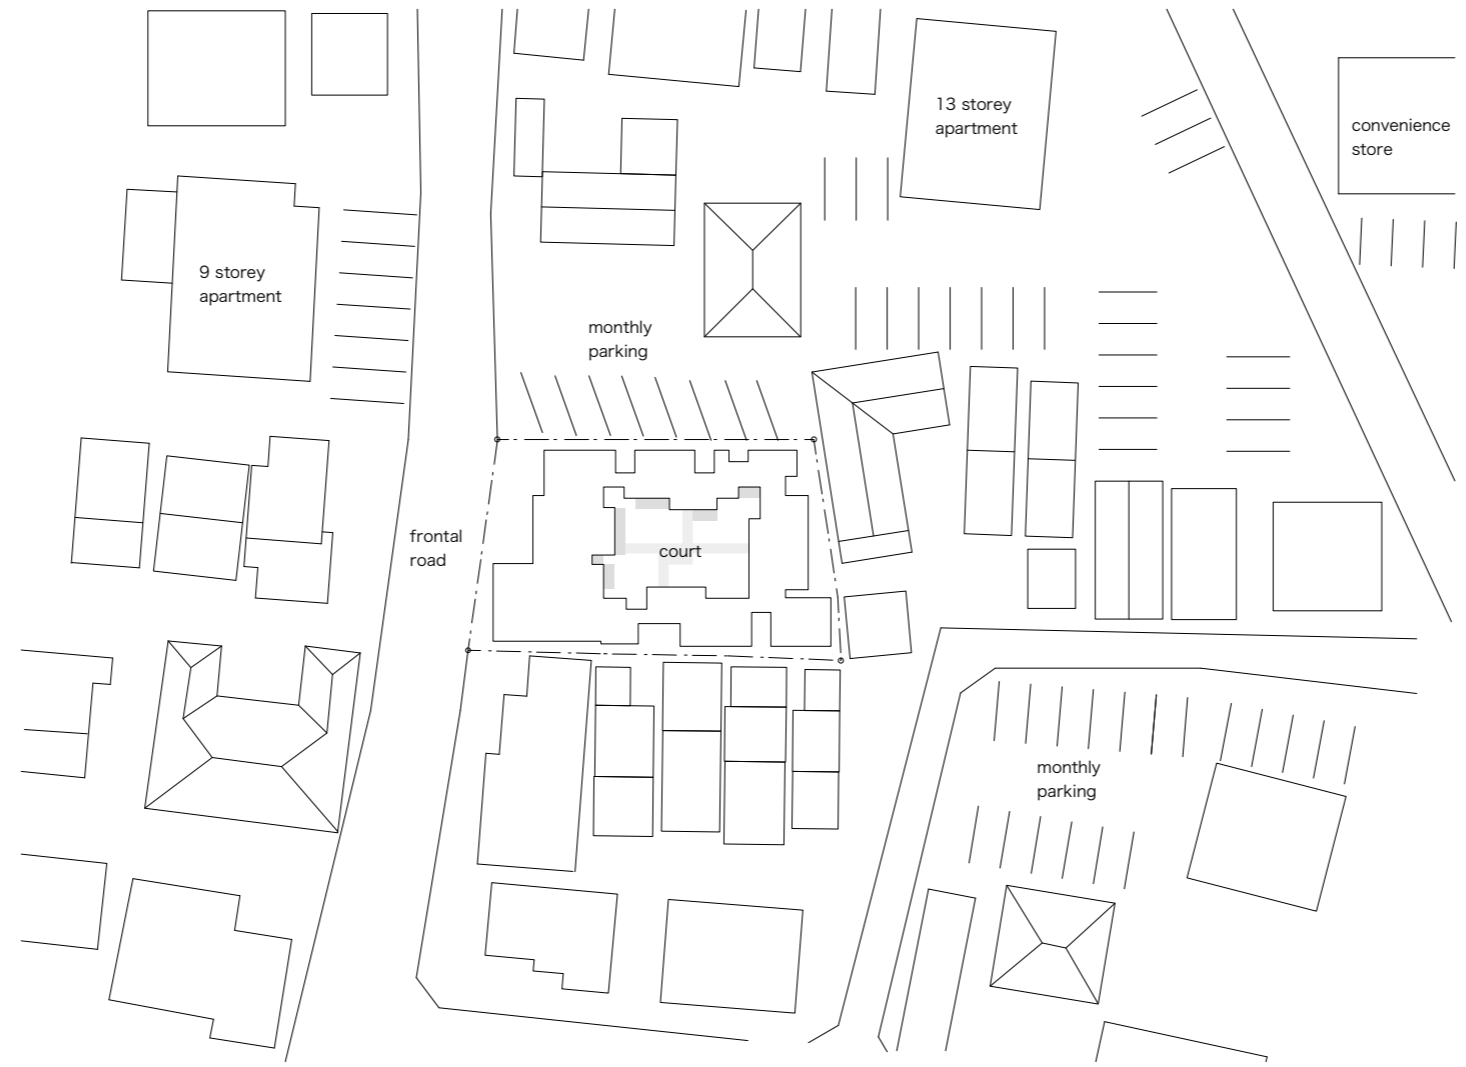 13 storey
apartment
convenience
store
9 storey
apartment
monthly
parking
frontal
road
court
monthly
parking